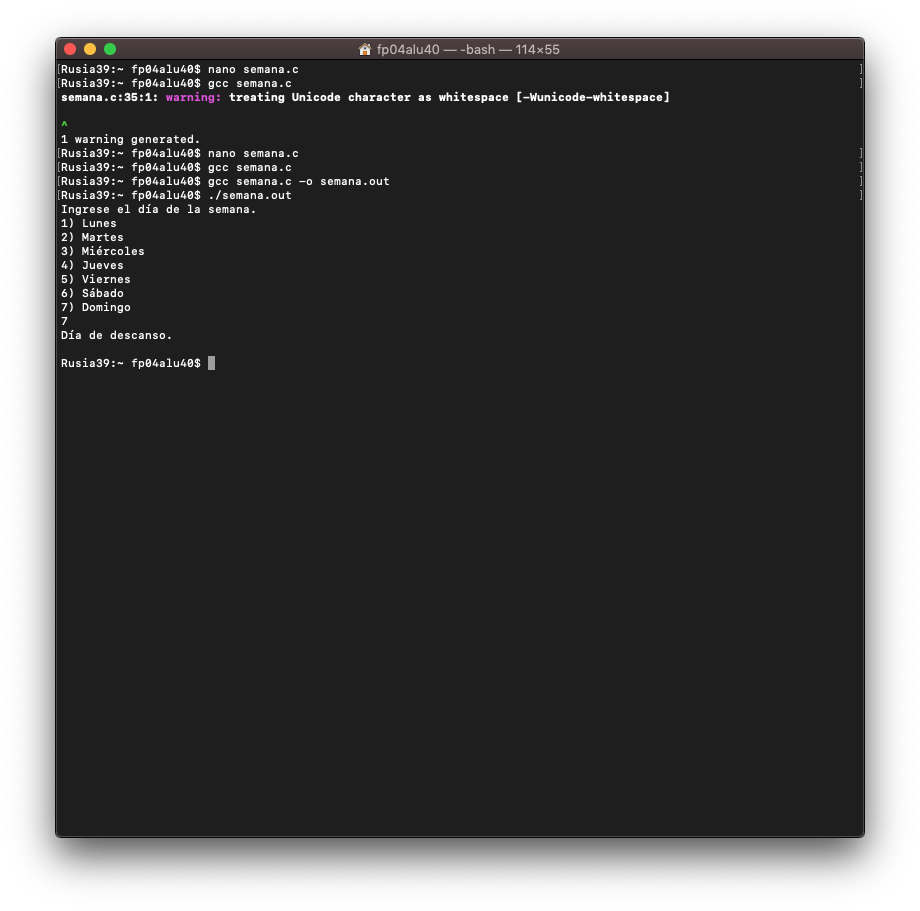 fp04alu40 — -bash — 114×55
[Rusia39:~ fp04alu40$ nano semana.c ]
[Rusia39:~ fp04alu40$ gcc semana.c ]
semana.c:35:1: warning: treating Unicode character as whitespace [-Wunicode-whitespace]
^
1 warning generated.
[Rusia39:~ fp04alu40$ nano semana.c ]
[Rusia39:~ fp04alu40$ gcc semana.c ]
[Rusia39:~ fp04alu40$ gcc semana.c -o semana.out ]
[Rusia39:~ fp04alu40$ ./semana.out ]
Ingrese el día de la semana.
1) Lunes
2) Martes
3) Miércoles
4) Jueves
5) Viernes
6) Sábado
7) Domingo
7
Día de descanso.
Rusia39:~ fp04alu40$